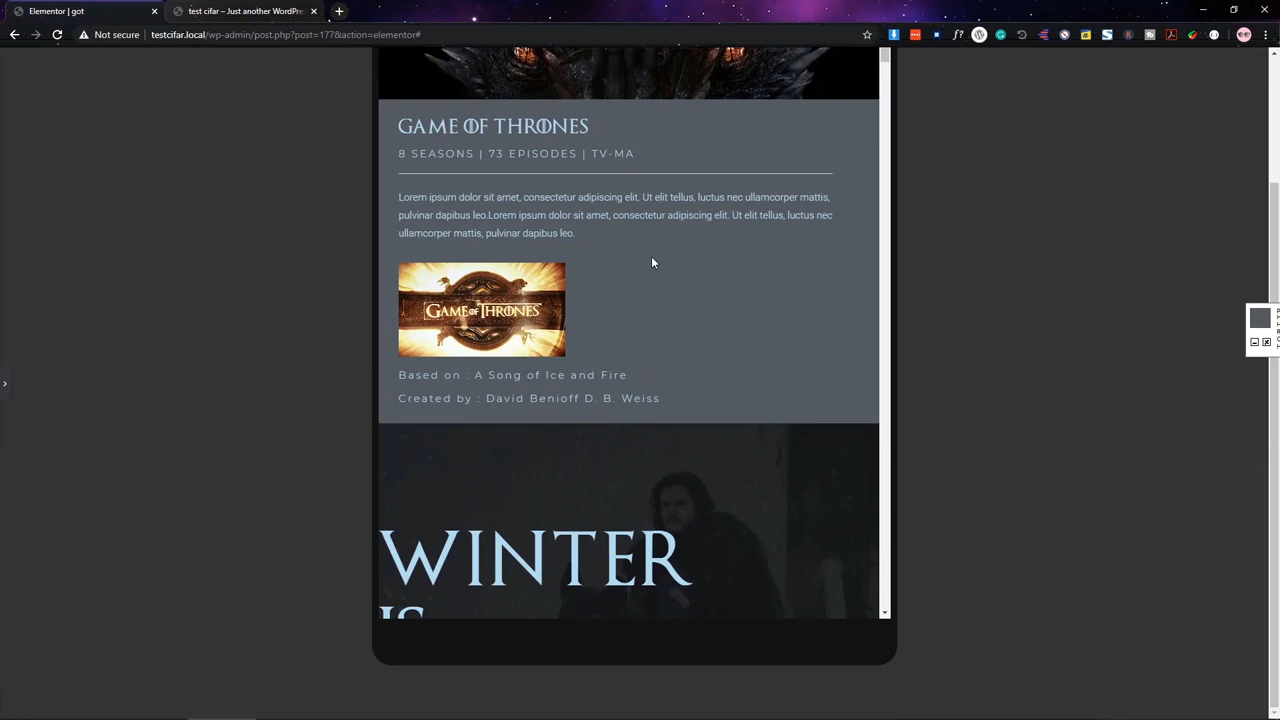 Elementor | got
test cifar – Just another WordPre
Not secure
testcifar.local/wp-admin/post.php?post=177&action=elementor#
GAME OF THRONES
8 SEASONS | 73 EPISODES | TV-MA
Lorem ipsum dolor sit amet, consectetur adipiscing elit. Ut elit tellus, luctus nec ullamcorper mattis,
pulvinar dapibus leo.Lorem ipsum dolor sit amet, consectetur adipiscing elit. Ut elit tellus, luctus nec
ullamcorper mattis, pulvinar dapibus leo.
GAME OF THRONES
Based on : A Song of Ice and Fire
Created by : David Benioff D. B. Weiss
WINTER
IS